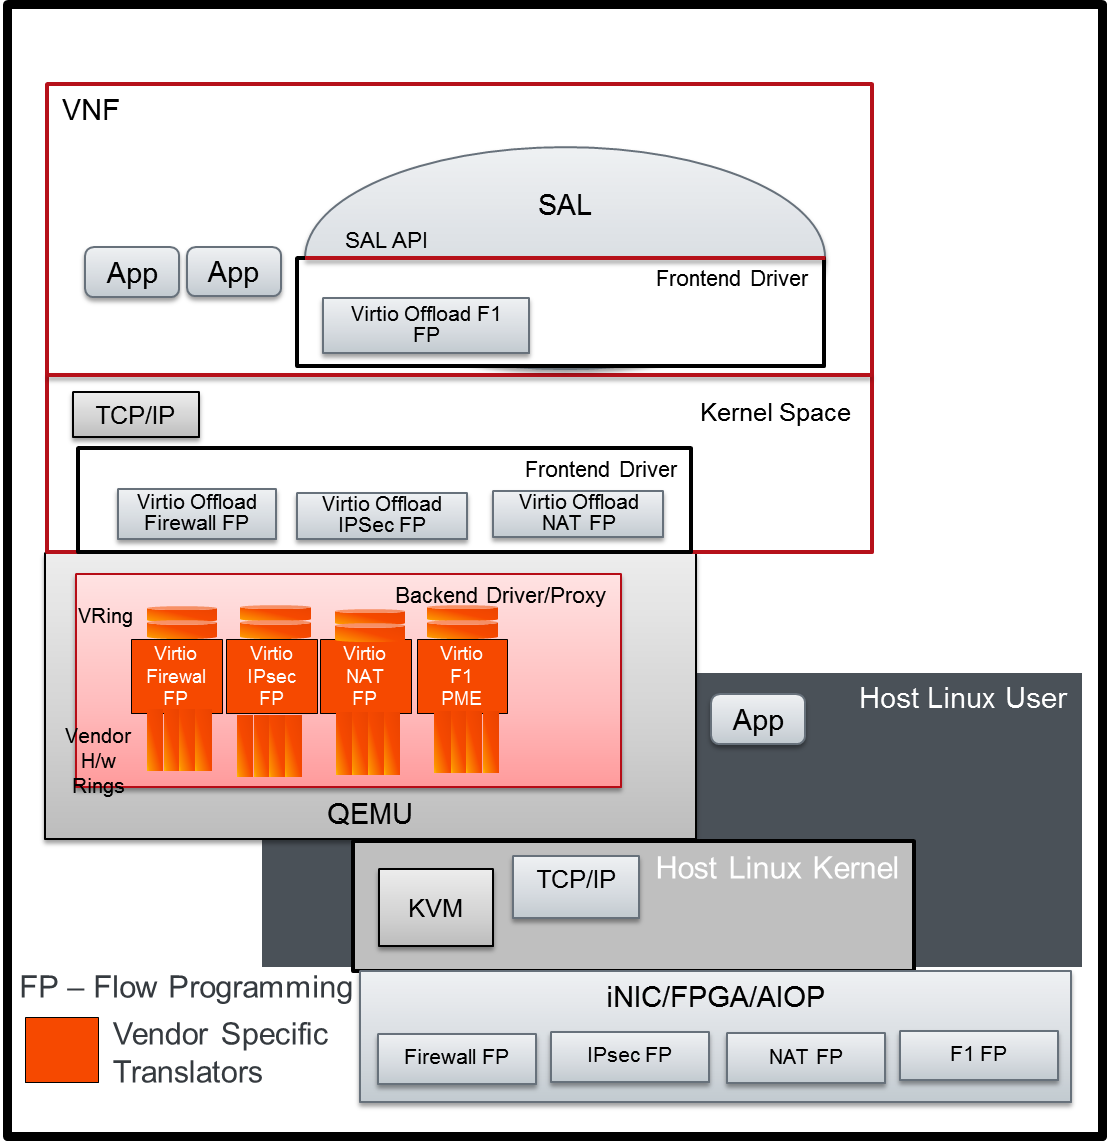 VNF
SAL
SAL API
App
App
Frontend Driver
Virtio Offload F1
FP
TCP/IP
Kernel Space
Frontend Driver
Virtio Offload
Firewall FP
Virtio Offload
IPSec FP
Virtio Offload
NAT FP
Backend Driver/Proxy
VRing
Virtio
Firewal
FP
Virtio
IPsec
FP
Virtio
NAT
FP
Virtio
F1
PME
Vendor
H/w
Rings
QEMU
App
Host Linux User
KVM
TCP/IP
Host Linux Kernel
FP – Flow Programming
Vendor Specific
Translators
iNIC/FPGA/AIOP
Firewall FP
IPsec FP
NAT FP
F1 FP